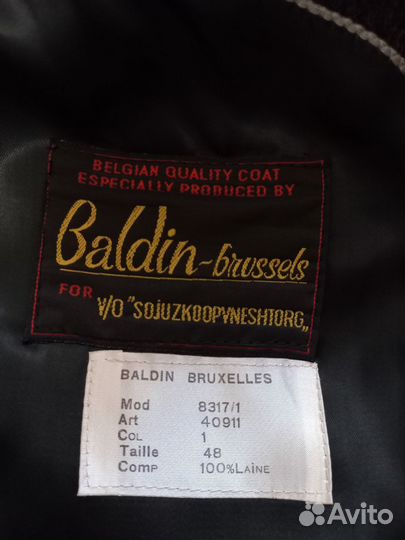 BELGIAN QUALITY COAT
ESPECIALLY PRODUCED BY
Baldin-brussels
FOR V/O "SOJUZKOOPVNESHTORG„
BALDIN BRUXELLES
Mod 8317/1
Art 40911
Col 1
Taille 48
Comp 100%Laine
Avito